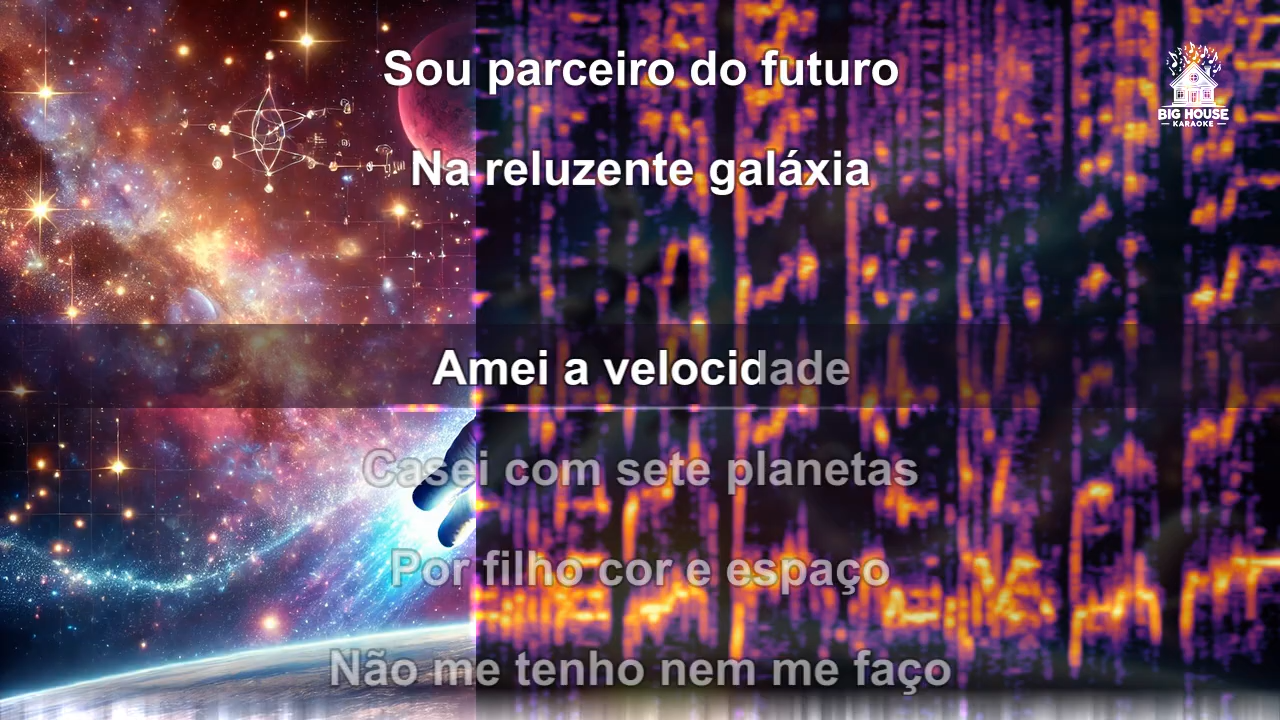 Sou parceiro do futuro
Na reluzente galáxia
BIG HOUSE
KARAOKE
Amei a velocidade
Casei com sete planetas
Por filho cor e espaço
Não me tenho nem me faço